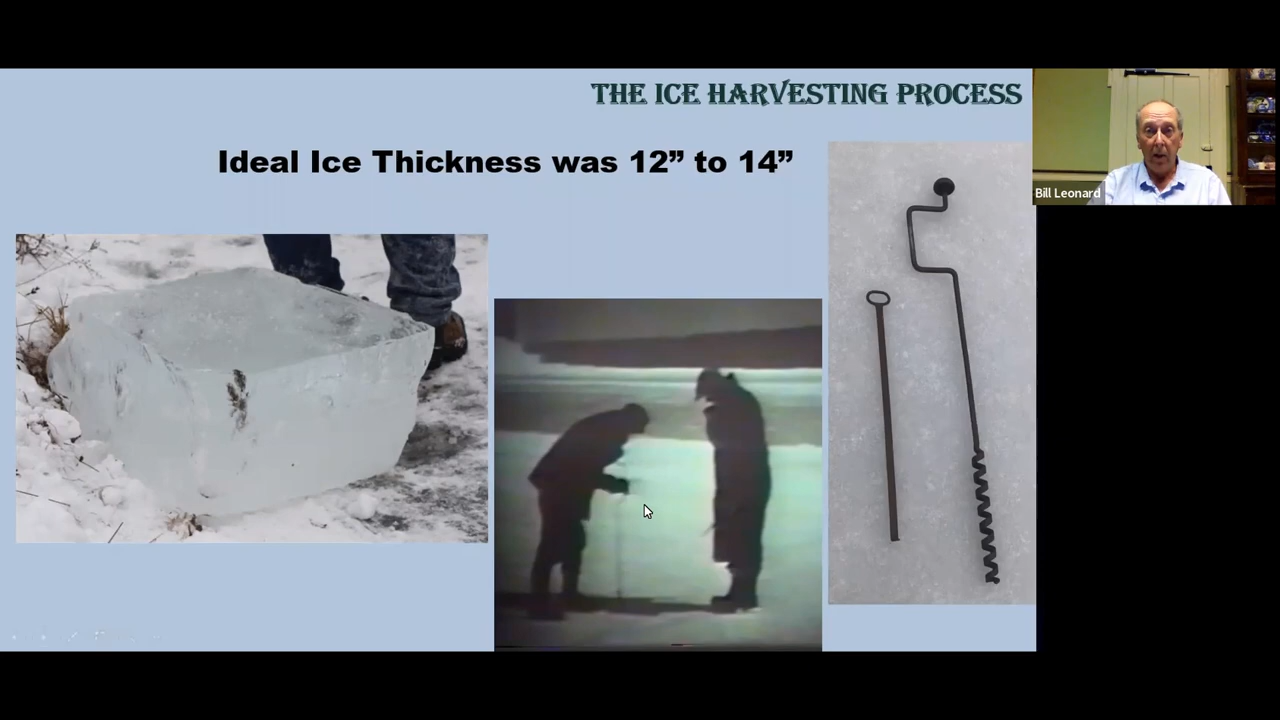 THE ICE HARVESTING PROCESS
Ideal Ice Thickness was 12” to 14”
Bill Leonard